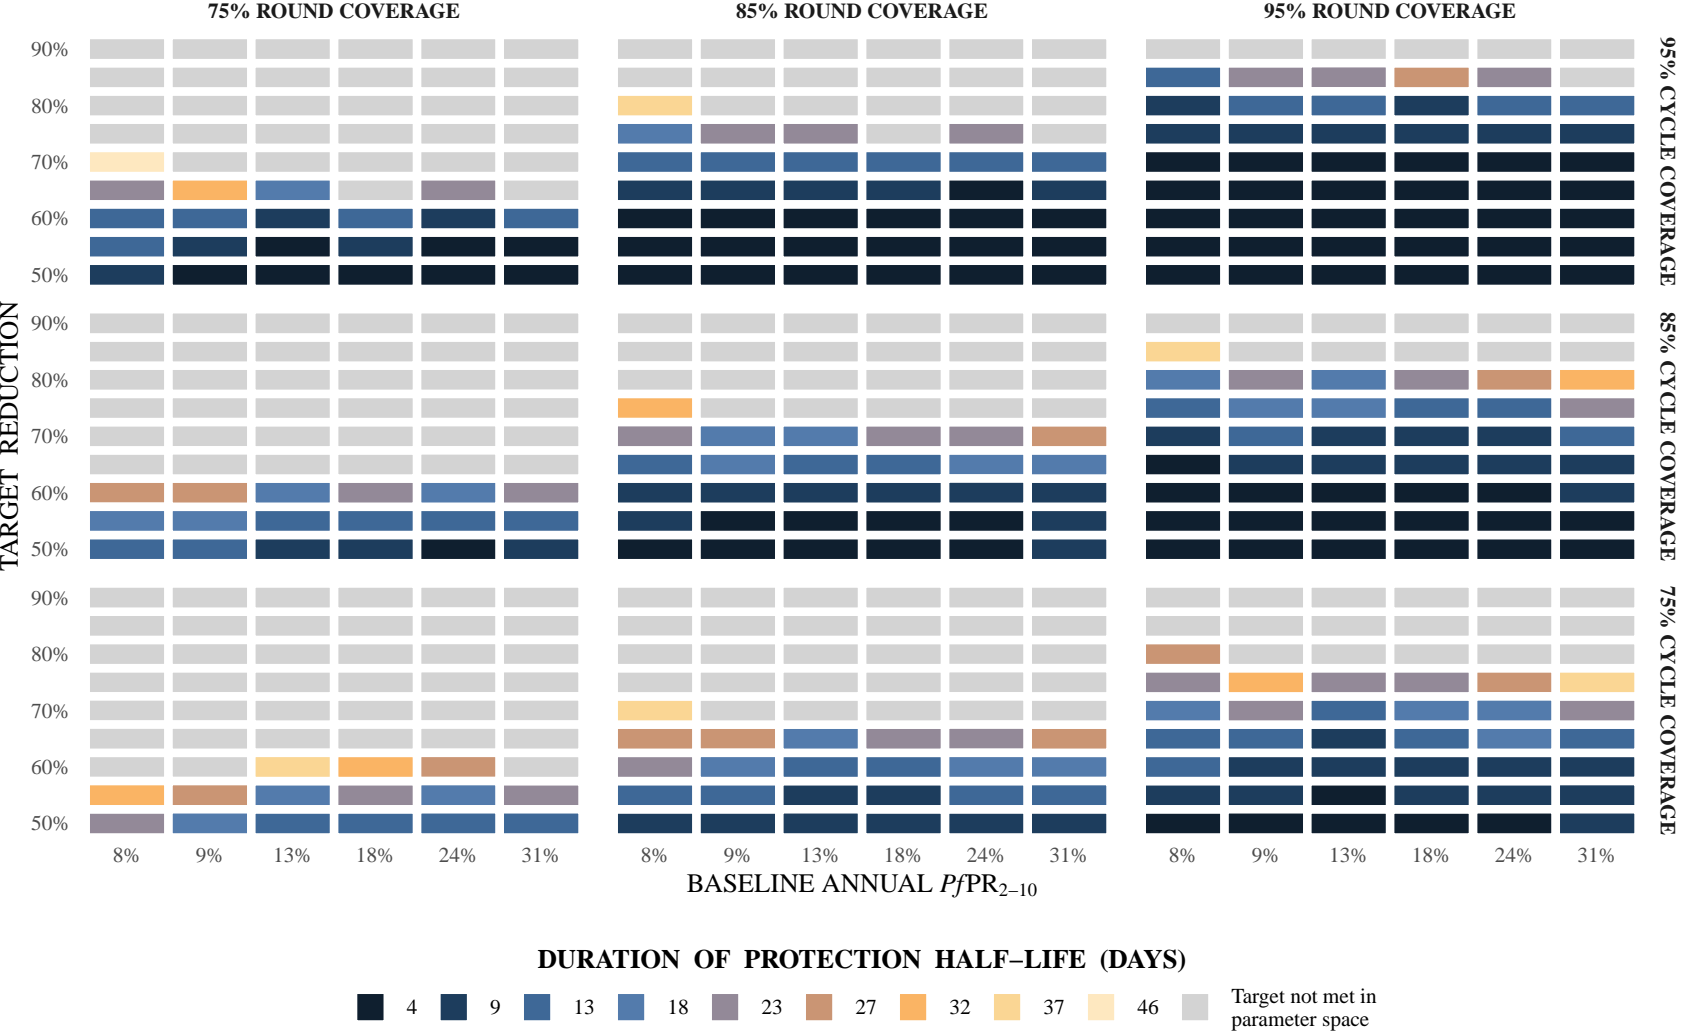 75% ROUND COVERAGE
85% ROUND COVERAGE
95% ROUND COVERAGE
90%
80%
70%
60%
50%
95% CYCLE COVERAGE
90%
80%
70%
60%
50%
85% CYCLE COVERAGE
90%
80%
70%
60%
50%
75% CYCLE COVERAGE
TARGET REDUCTION
8% 9% 13% 18% 24% 31%
8% 9% 13% 18% 24% 31%
8% 9% 13% 18% 24% 31%
BASELINE ANNUAL PfPR2–10
DURATION OF PROTECTION HALF–LIFE (DAYS)
4 9 13 18 23 27 32 37 46
Target not met in
parameter space